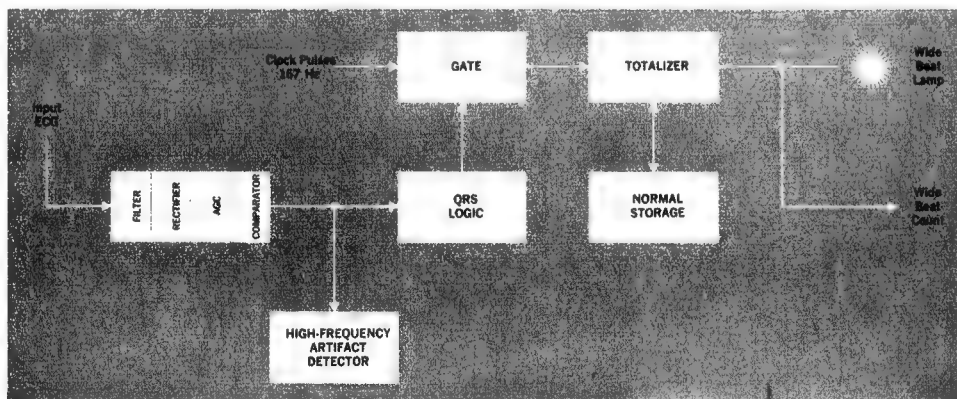 Clock Pulses
167 Hz
GATE
TOTALIZER
Wide
Beat
Lamp
Input
ECG
FILTER
RECTIFIER
AGC
COMPARATOR
QRS
LOGIC
NORMAL
STORAGE
Wide
Beat
Count
HIGH-FREQUENCY
ARTIFACT
DETECTOR